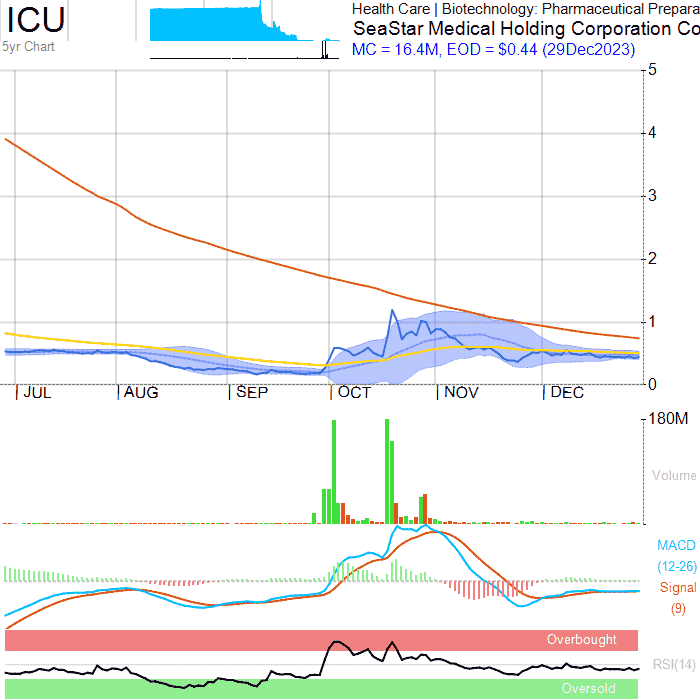 ICU
5yr Chart
Health Care | Biotechnology: Pharmaceutical Prepara
SeaStar Medical Holding Corporation Co
MC = 16.4M, EOD = $0.44 (29Dec2023)
5
4
3
2
1
0
JUL AUG SEP OCT NOV DEC
180M
Volume
MACD
(12-26)
Signal
(9)
Overbought
RSI(14)
Oversold